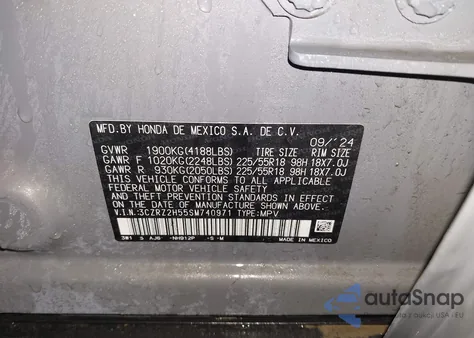 MFD.BY HONDA DE MEXICO S.A. DE C.V.
09/'24
GVWR 1900KG(4188LBS) TIRE SIZE RIM SIZE
GAWR F 1020KG(2248LBS) 225/55R18 98H 18X7.0J
GAWR R 930KG(2050LBS) 225/55R18 98H 18X7.0J
THIS VEHICLE CONFORMS TO ALL APPLICABLE
FEDERAL MOTOR VEHICLE SAFETY STANDARDS
IN EFFECT ON THE DATE OF MANUFACTURE SHOWN ABOVE.
V.I.N.:3CZRZ2H55SM740971 TYPE:MPV
AJB NH912P S-M MADE IN MEXICO
autoSnap